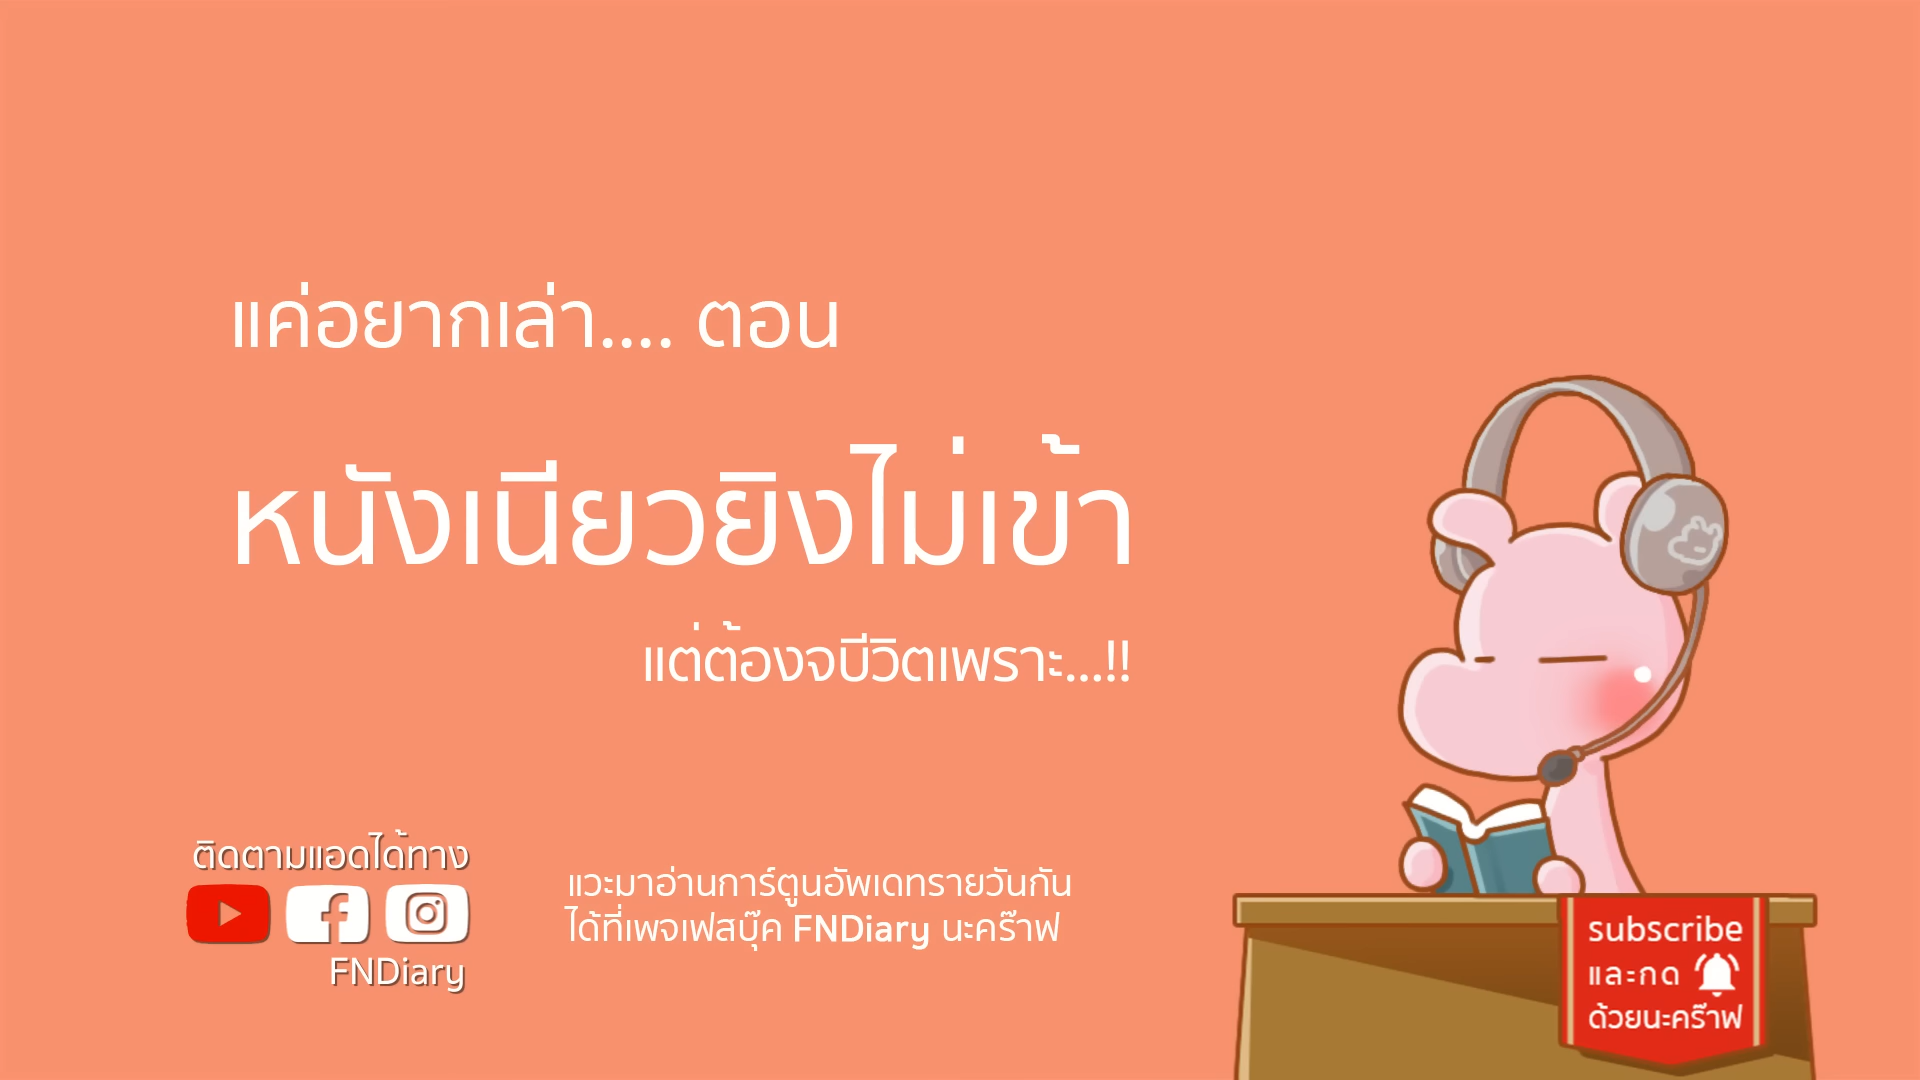 แค่อยากเล่า.... ตอน
หนังเนียวยิงไม่เข้า
แต่ต้องจบีวิตเพราะ...!!
ติดตามแอดได้ทาง
FNDiary
แวะมาอ่านการ์ตูนอัพเดทรายวันกัน
ได้ที่เพจเฟสบุ๊ค FNDiary นะคร๊าฟ
subscribe
และกด
ด้วยนะคร๊าฟ